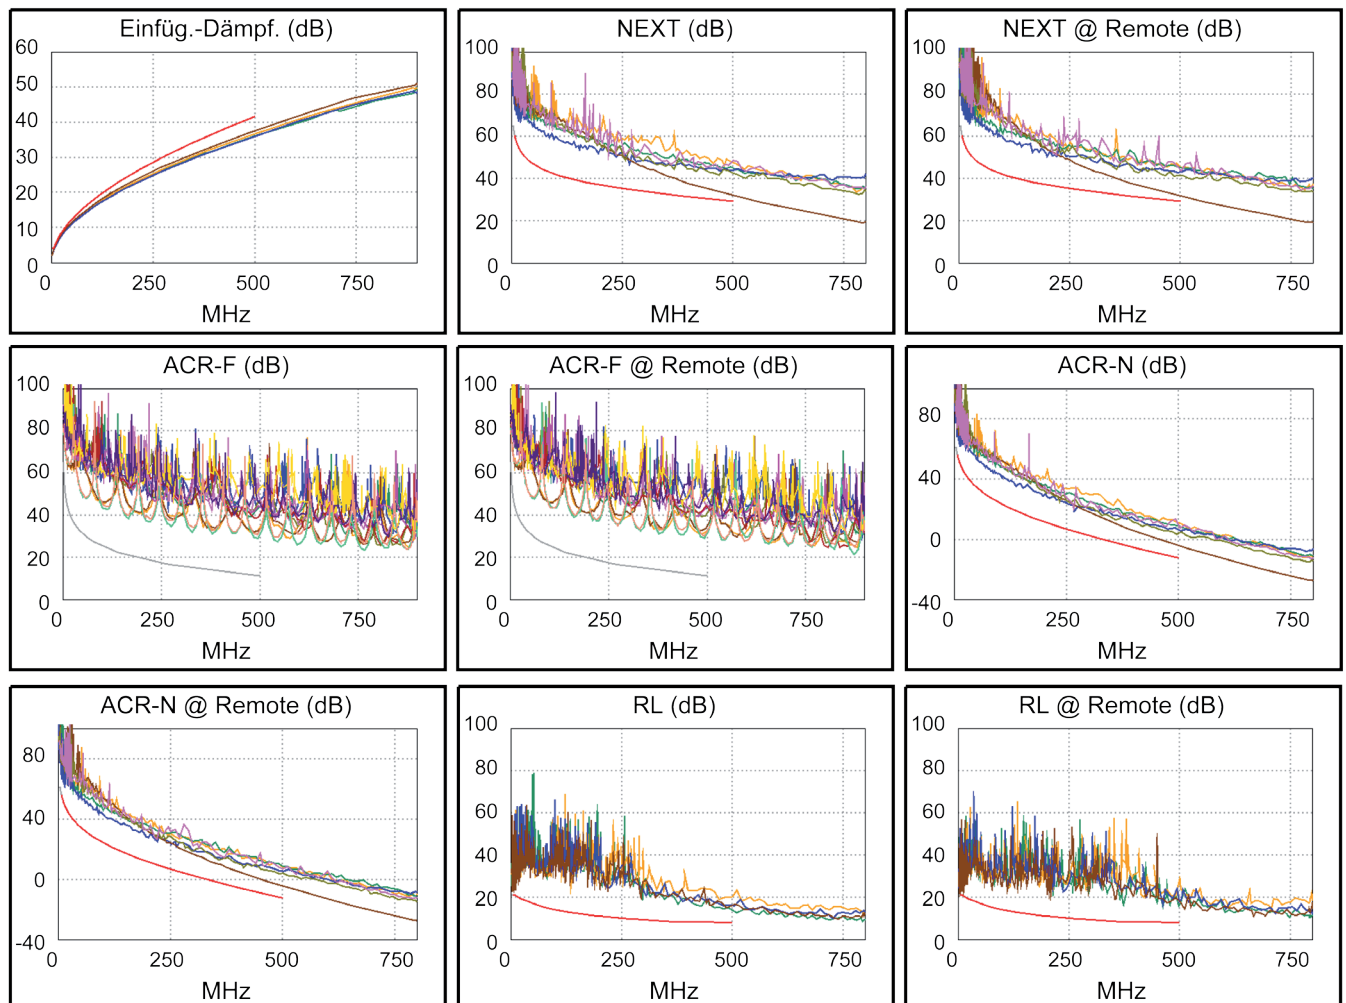 Einfüg.-Dämpf. (dB)
60
50
40
30
20
10
0
0 250 500 750
MHz
NEXT (dB)
100
80
60
40
20
0
0 250 500 750
MHz
NEXT @ Remote (dB)
100
80
60
40
20
0
0 250 500 750
MHz
ACR-F (dB)
100
80
60
40
20
0
0 250 500 750
MHz
ACR-F @ Remote (dB)
100
80
60
40
20
0
0 250 500 750
MHz
ACR-N (dB)
80
40
0
-40
0 250 500 750
MHz
ACR-N @ Remote (dB)
80
40
0
-40
0 250 500 750
MHz
RL (dB)
100
80
60
40
20
0
0 250 500 750
MHz
RL @ Remote (dB)
100
80
60
40
20
0
0 250 500 750
MHz